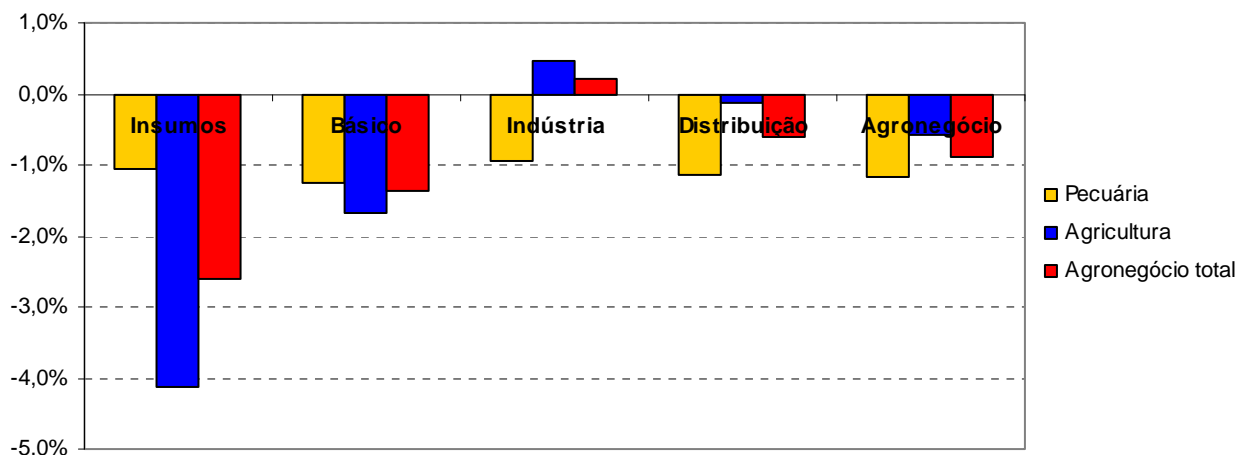 1,0%
0,0%
-1,0%
-2,0%
-3,0%
-4,0%
-5,0%
Insumos
Básico
Indústria
Distribuição
Agronegócio
Pecuária
Agricultura
Agronegócio total